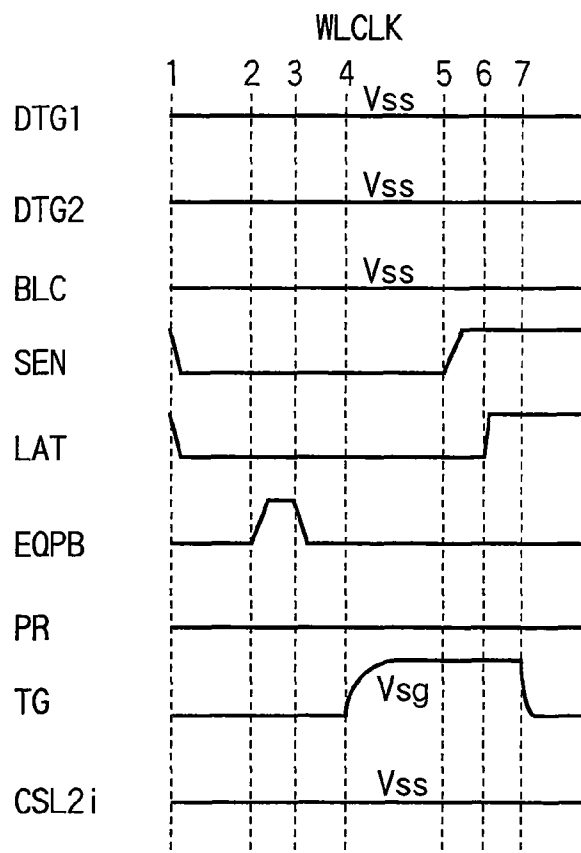 WLCLK
1 2 3 4 5 6 7
DTG1 Vss
DTG2 Vss
BLC Vss
SEN
LAT
EQPB
PR
TG Vsg
CSL2i Vss